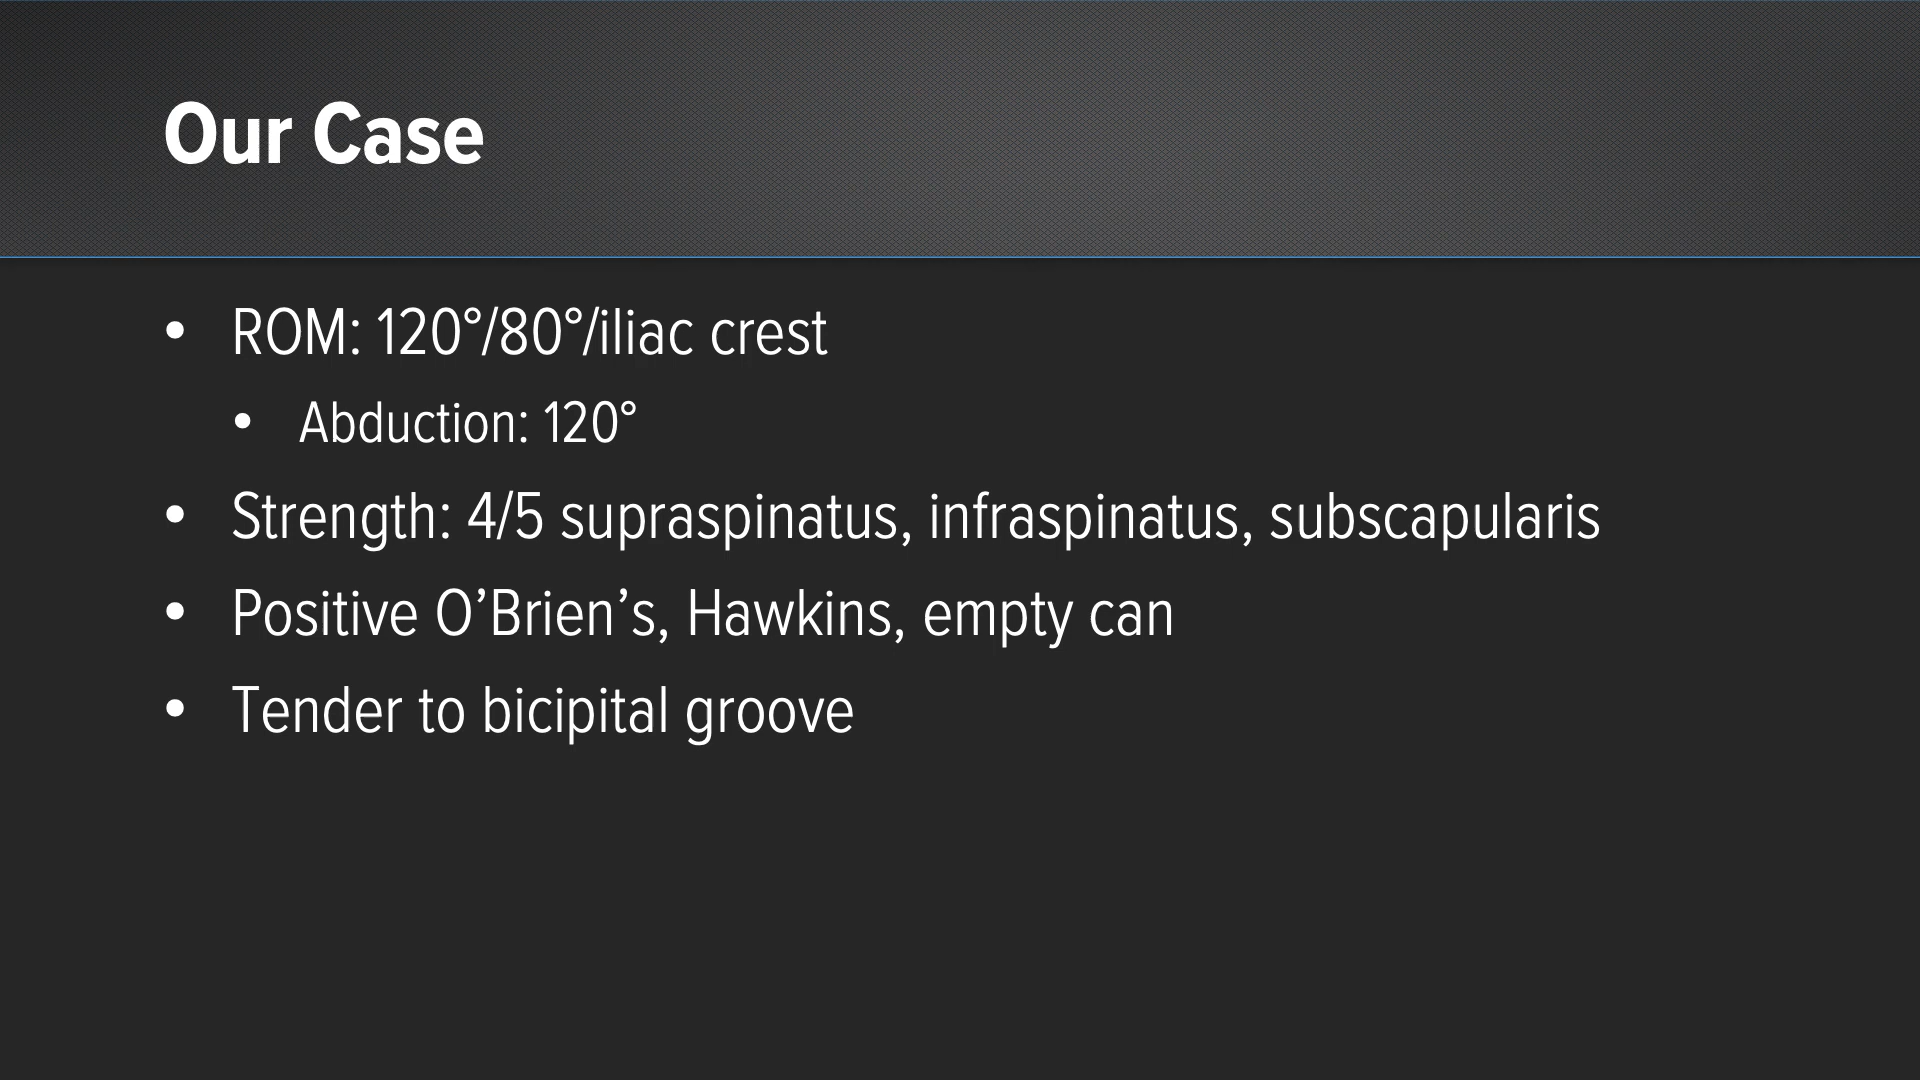 Our Case
• ROM: 120°/80°/iliac crest
• Abduction: 120°
• Strength: 4/5 supraspinatus, infraspinatus, subscapularis
• Positive O’Brien’s, Hawkins, empty can
• Tender to bicipital groove